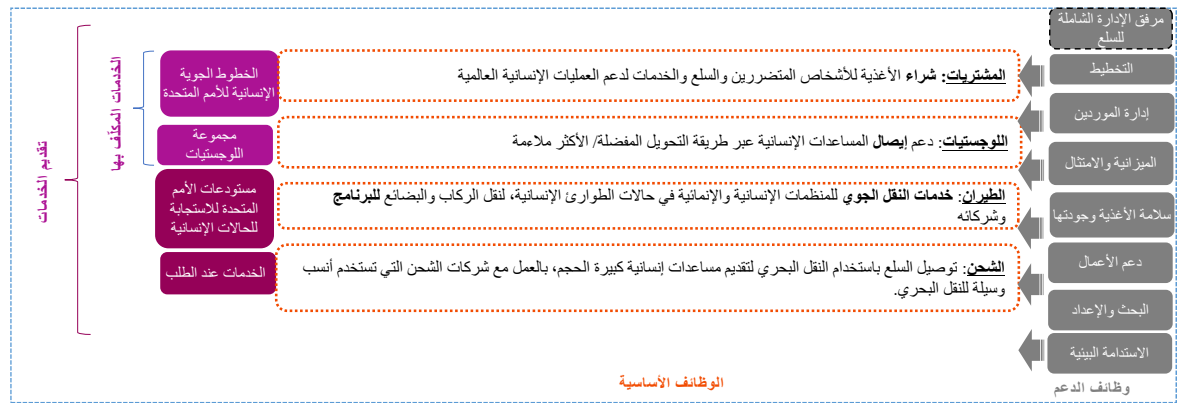 مرفق الإدارة الشاملة
للسلع
التخطيط
إدارة الموردين
الميزانية والامتثال
سلامة الأغذية وجودتها
دعم الأعمال
البحث والإعداد
الاستدامة البيئية
وظائف الدعم
المشتريات: شراء الأغذية للأشخاص المتضررين والسلع والخدمات لدعم العمليات الإنسانية العالمية
اللوجستيات: دعم إيصال المساعدات الإنسانية عبر طريقة التحويل المفضلة/ الأكثر ملاءمة
الطيران: خدمات النقل الجوي للمنظمات الإنسانية والإنمائية في حالات الطوارئ الإنسانية، لنقل الركاب والبضائع للبرنامج
وشركائه
الشحن: توصيل السلع باستخدام النقل البحري لتقديم مساعدات إنسانية كبيرة الحجم، بالعمل مع شركات الشحن التي تستخدم أنسب
وسيلة للنقل البحري.
الوظائف الأساسية
الخطوط الجوية
الإنسانية للأمم المتحدة
مجموعة
اللوجستيات
مستودعات الأمم
المتحدة للاستجابة
للحالات الإنسانية
الخدمات عند الطلب
الخدمات المكلّف بها
تقديم الخدمات